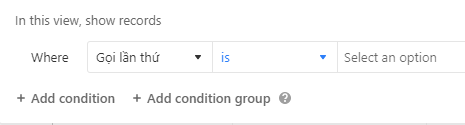 In this view, show records
Where Gọi lần thứ is Select an option
+ Add condition + Add condition group ?